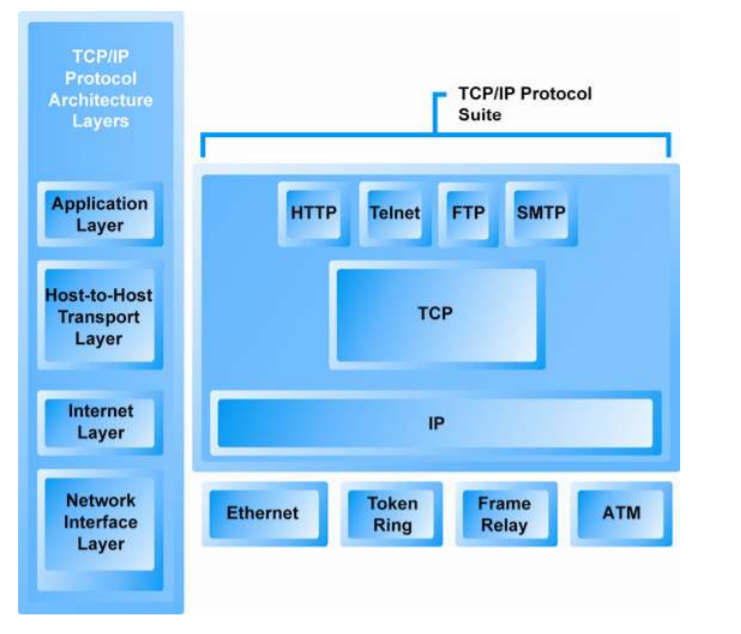 TCP/IP
Protocol
Architecture
Layers
TCP/IP Protocol
Suite
Application
Layer
HTTP
Telnet
FTP
SMTP
Host-to-Host
Transport
Layer
TCP
Internet
Layer
IP
Network
Interface
Layer
Ethernet
Token
Ring
Frame
Relay
ATM